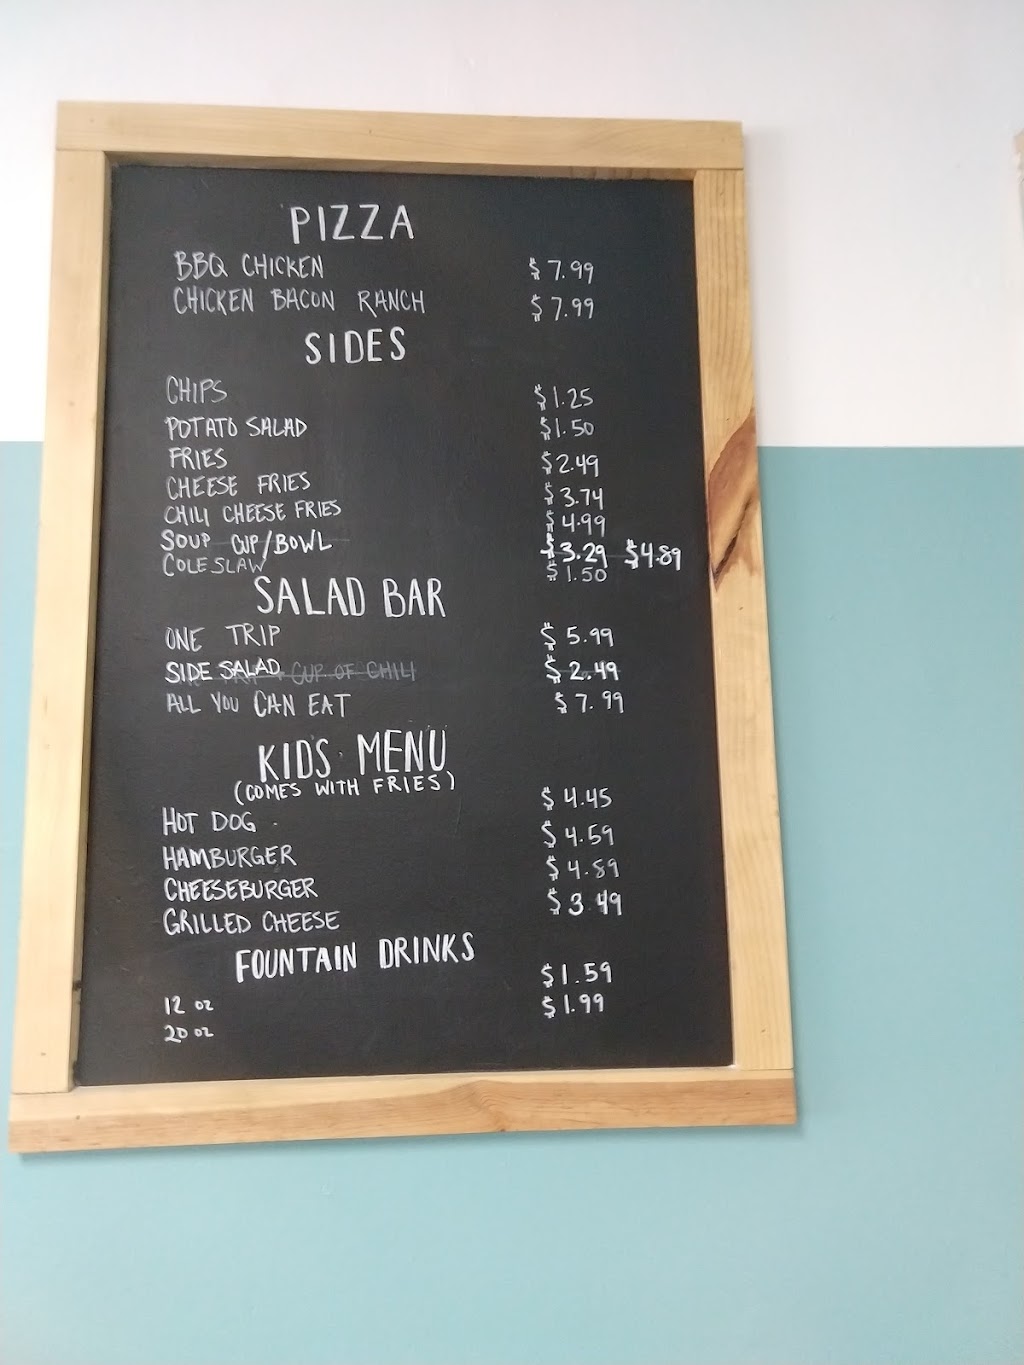 PIZZA
BBQ CHICKEN $7.99
CHICKEN BACON RANCH $7.99
SIDES
CHIPS $1.25
POTATO SALAD $1.50
FRIES $2.49
CHEESE FRIES $3.74
CHILI CHEESE FRIES $4.99
SOUP CUP/BOWL $3.29 $4.89
COLESLAW $1.50
SALAD BAR
ONE TRIP $5.99
SIDE SALAD CUP OF CHILI $2.49
ALL YOU CAN EAT $7.99
KIDS MENU
(COMES WITH FRIES)
HOT DOG $4.45
HAMBURGER $4.59
CHEESEBURGER $4.89
GRILLED CHEESE $3.49
FOUNTAIN DRINKS
12 oz $1.59
20 oz $1.99